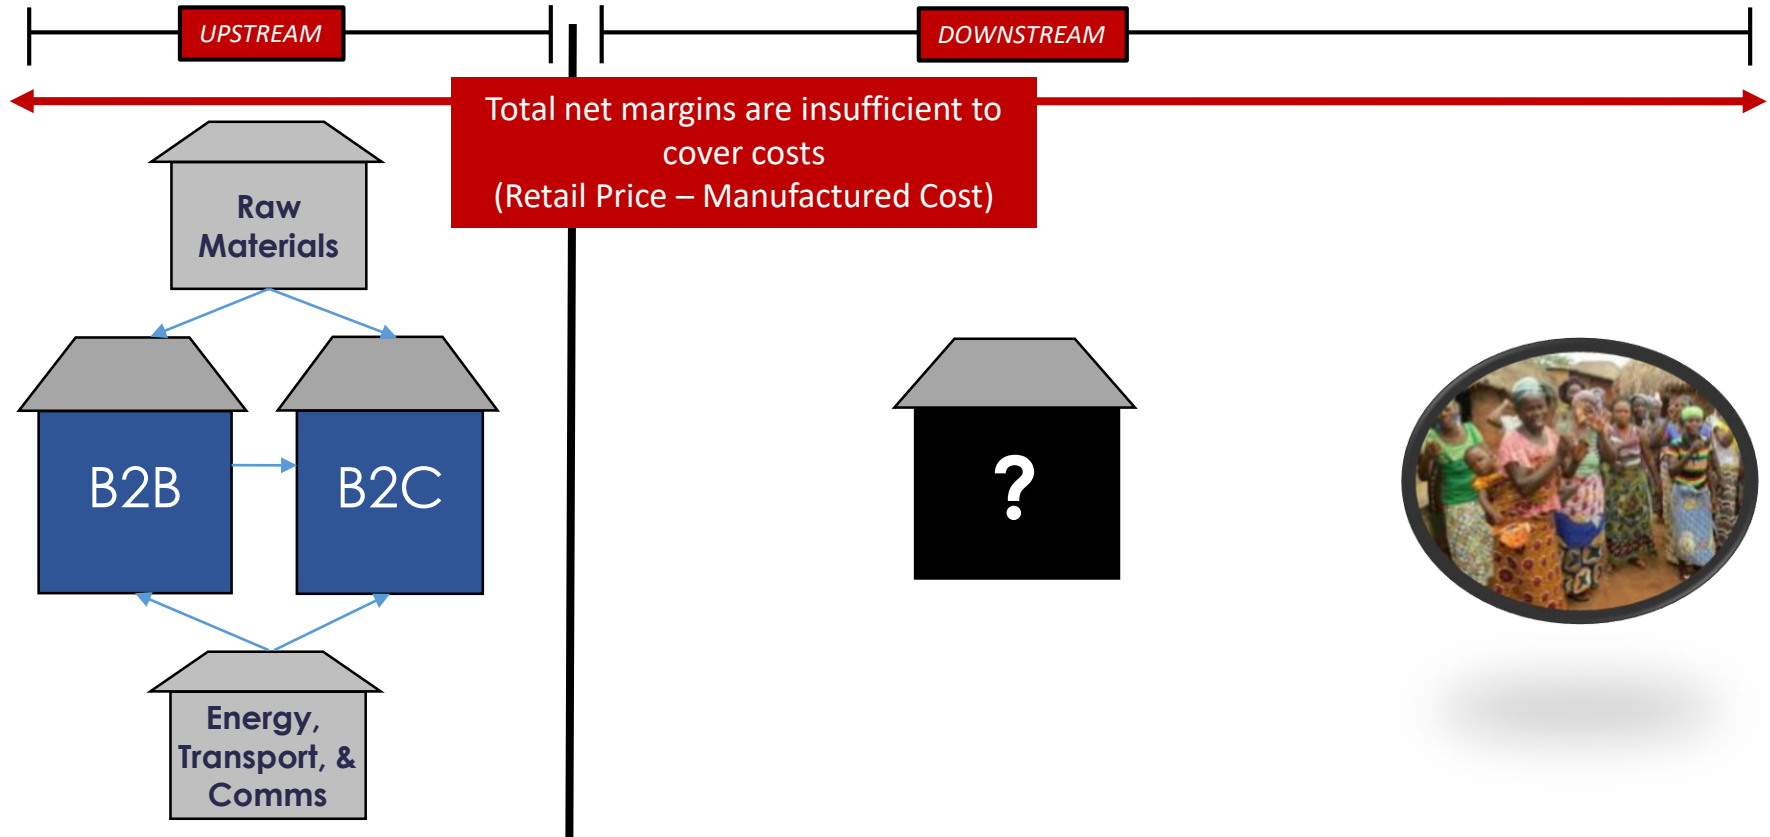 UPSTREAM
DOWNSTREAM
Total net margins are insufficient to
cover costs
(Retail Price – Manufactured Cost)
Raw
Materials
B2B
B2C
?
Energy,
Transport, &
Comms